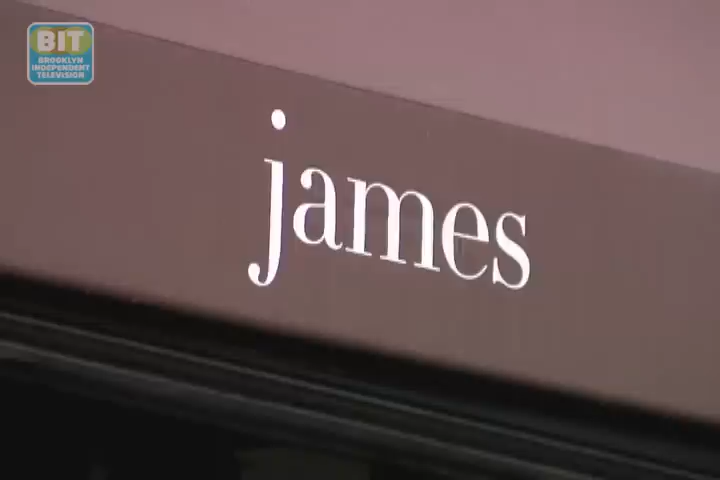 BIT
BROOKLYN
INDEPENDENT
TELEVISION
james